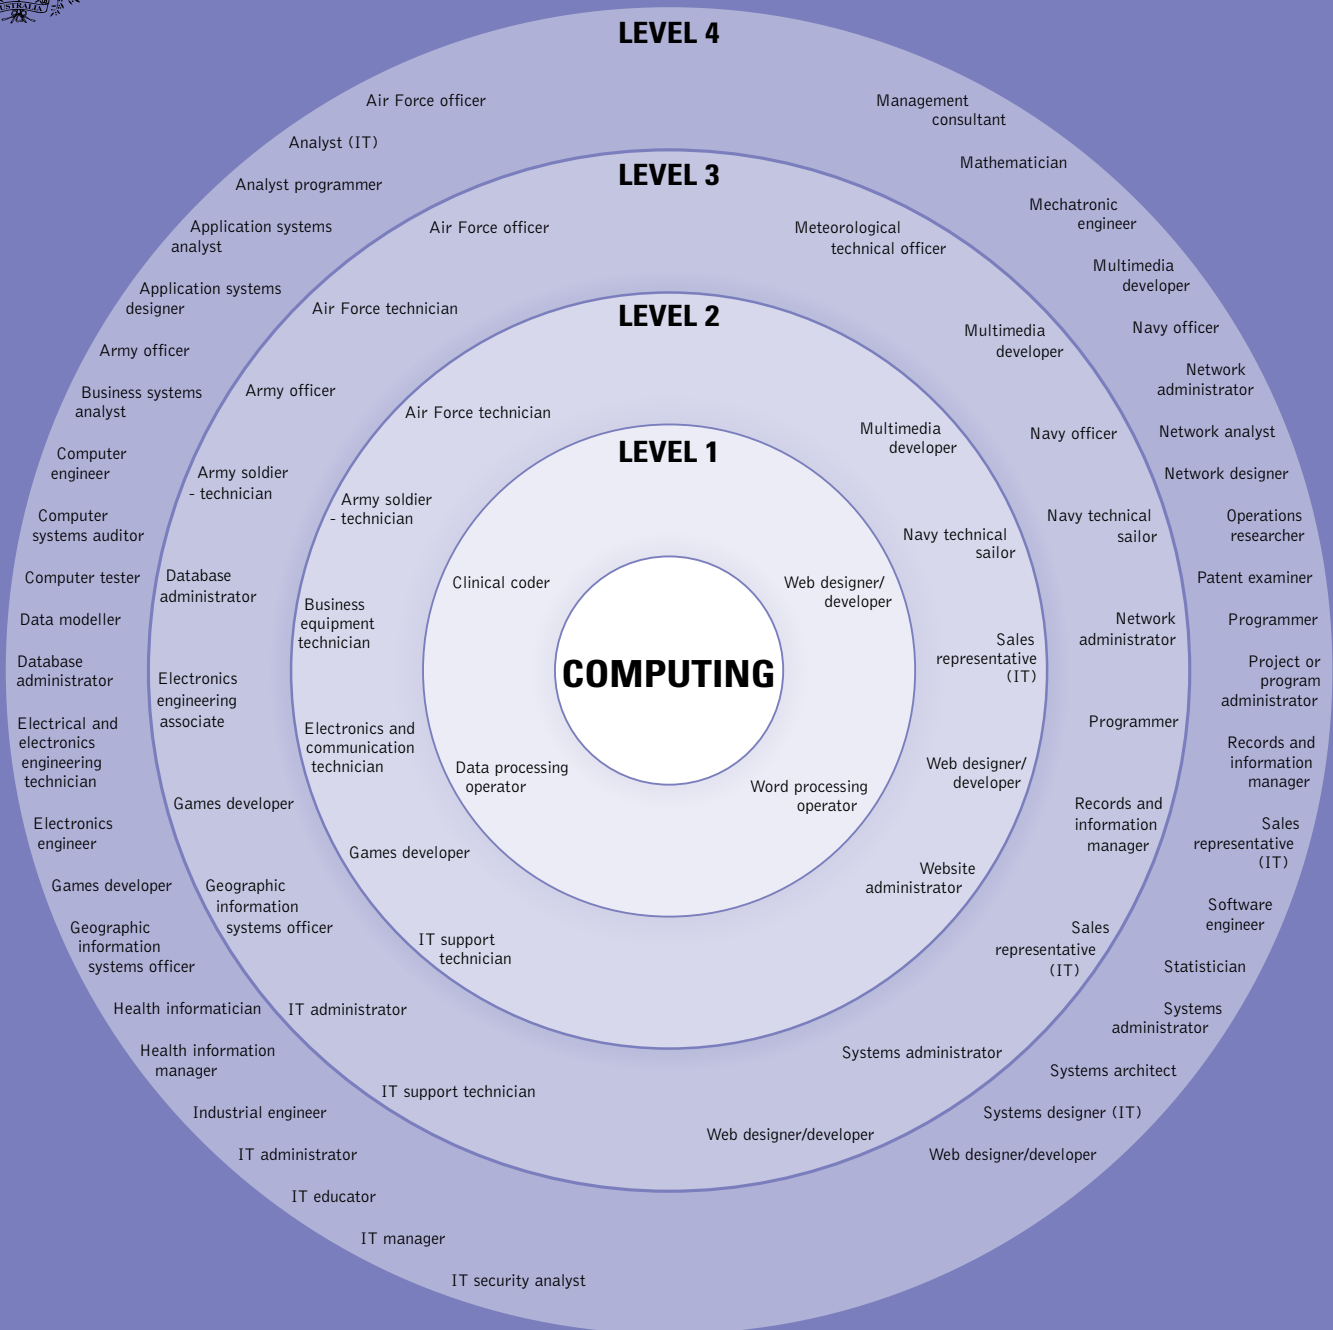 USTRALIA
LEVEL 4
Air Force officer
Analyst (IT)
Analyst programmer
Application systems
analyst
Application systems
designer
Army officer
Business systems
analyst
Computer
engineer
Computer
systems auditor
Computer tester
Data modeller
Database
administrator
Electrical and
electronics
engineering
technician
Electronics
engineer
Games developer
Geographic
information
systems officer
Health informatician
Health information
manager
Industrial engineer
IT administrator
IT educator
IT manager
IT security analyst
Management
consultant
Mathematician
Mechatronic
engineer
Multimedia
developer
Navy officer
Network
administrator
Network analyst
Network designer
Operations
researcher
Patent examiner
Programmer
Project or
program
administrator
Records and
information
manager
Sales
representative
(IT)
Software
engineer
Statistician
Systems
administrator
Systems architect
Systems designer (IT)
Web designer/developer
LEVEL 3
Air Force officer
Air Force technician
Army officer
Army soldier
- technician
Database
administrator
Electronics
engineering
associate
Games developer
Geographic
information
systems officer
IT administrator
IT support technician
Meteorological
technical officer
Multimedia
developer
Navy officer
Navy technical
sailor
Network
administrator
Programmer
Records and
information
manager
Sales
representative
(IT)
Systems administrator
Web designer/developer
LEVEL 2
Air Force technician
Army soldier
- technician
Business
equipment
technician
Electronics and
communication
technician
Games developer
IT support
technician
Multimedia
developer
Navy technical
sailor
Sales
representative
(IT)
Web designer/
developer
Website
administrator
LEVEL 1
Clinical coder
Data processing
operator
Web designer/
developer
Word processing
operator
COMPUTING